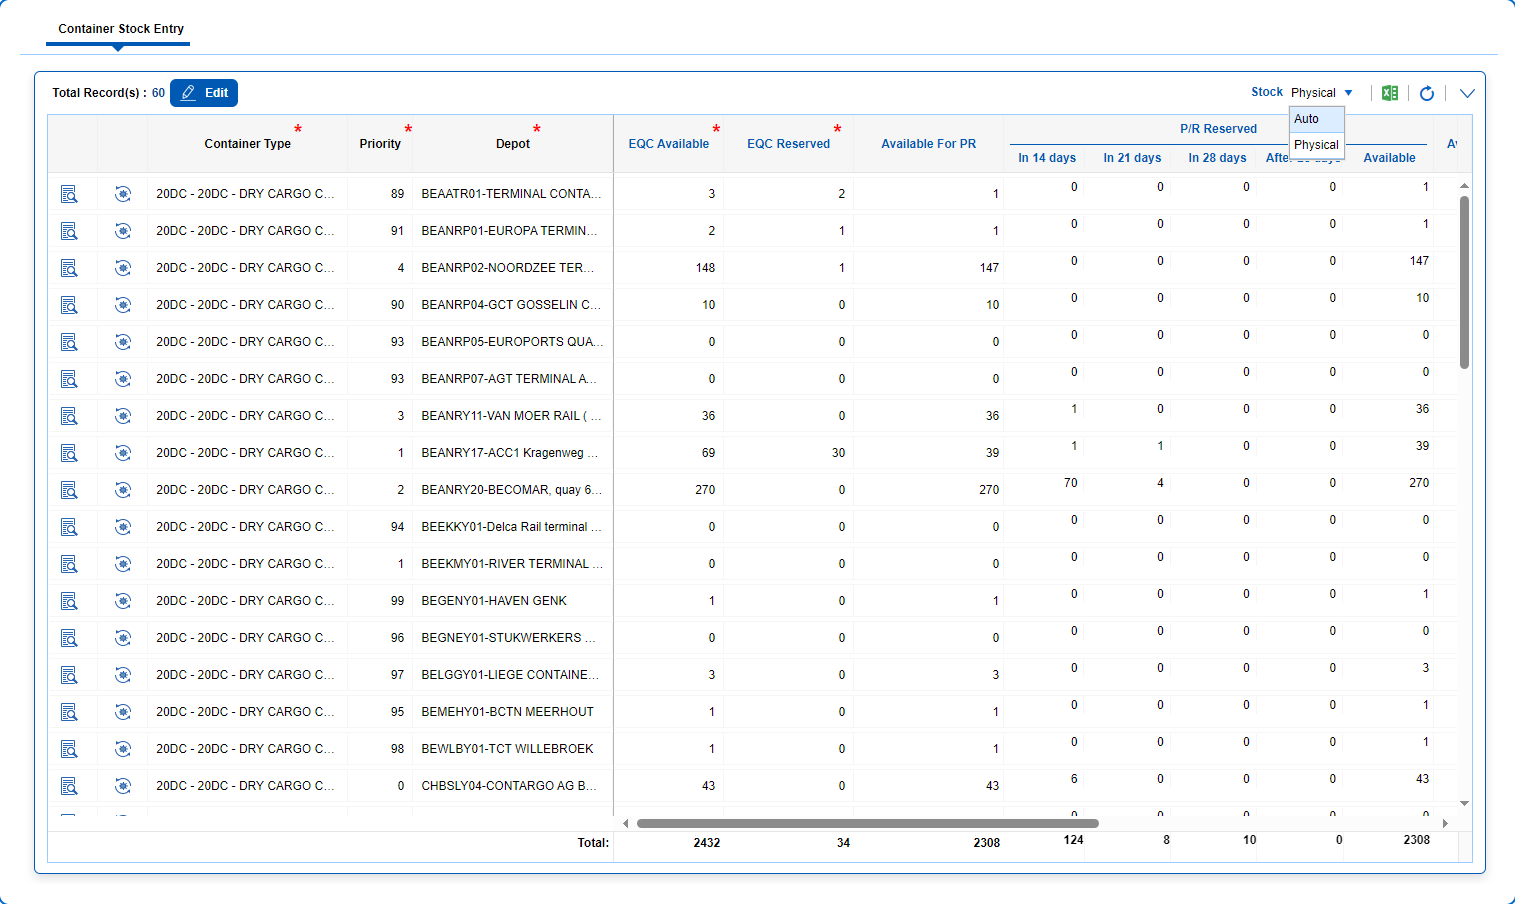 Container Stock Entry
Total Record(s) : 60 Edit Stock Physical
Auto
Physical
Container Type * Priority * Depot * EQC Available * EQC Reserved * Available For PR P/R Reserved
In 14 days In 21 days In 28 days Available
20DC - 20DC - DRY CARGO C... 89 BEAATR01-TERMINAL CONTA... 3 2 1 0 0 0 0 1
20DC - 20DC - DRY CARGO C... 91 BEANRP01-EUROPA TERMIN... 2 1 1 0 0 0 0 1
20DC - 20DC - DRY CARGO C... 4 BEANRP02-NOORDZEE TER... 148 1 147 0 0 0 0 147
20DC - 20DC - DRY CARGO C... 90 BEANRP04-GCT GOSSELIN C... 10 0 10 0 0 0 0 10
20DC - 20DC - DRY CARGO C... 93 BEANRP05-EUROPORTS QUA... 0 0 0 0 0 0 0 0
20DC - 20DC - DRY CARGO C... 93 BEANRP07-AGT TERMINAL A... 0 0 0 0 0 0 0 0
20DC - 20DC - DRY CARGO C... 3 BEANRY11-VAN MOER RAIL ( ... 36 0 36 1 0 0 0 36
20DC - 20DC - DRY CARGO C... 1 BEANRY17-ACC1 Kragenweg ... 69 30 39 1 1 0 0 39
20DC - 20DC - DRY CARGO C... 2 BEANRY20-BECOMAR, quay 6... 270 0 270 70 4 0 0 270
20DC - 20DC - DRY CARGO C... 94 BEEKKY01-Delca Rail terminal ... 0 0 0 0 0 0 0 0
20DC - 20DC - DRY CARGO C... 1 BEEKMY01-RIVER TERMINAL ... 0 0 0 0 0 0 0 0
20DC - 20DC - DRY CARGO C... 99 BEGENY01-HAVEN GENK 1 0 1 0 0 0 0 1
20DC - 20DC - DRY CARGO C... 96 BEGNEY01-STUKWERKERS ... 0 0 0 0 0 0 0 0
20DC - 20DC - DRY CARGO C... 97 BELGGY01-LIEGE CONTAINE... 3 0 3 0 0 0 0 3
20DC - 20DC - DRY CARGO C... 95 BEMEHY01-BCTN MEERHOUT 1 0 1 0 0 0 0 1
20DC - 20DC - DRY CARGO C... 98 BEWLBY01-TCT WILLEBROEK 1 0 1 0 0 0 0 1
20DC - 20DC - DRY CARGO C... 0 CHBSLY04-CONTARGO AG B... 43 0 43 6 0 0 0 43
Total: 2432 34 2308 124 8 10 0 2308